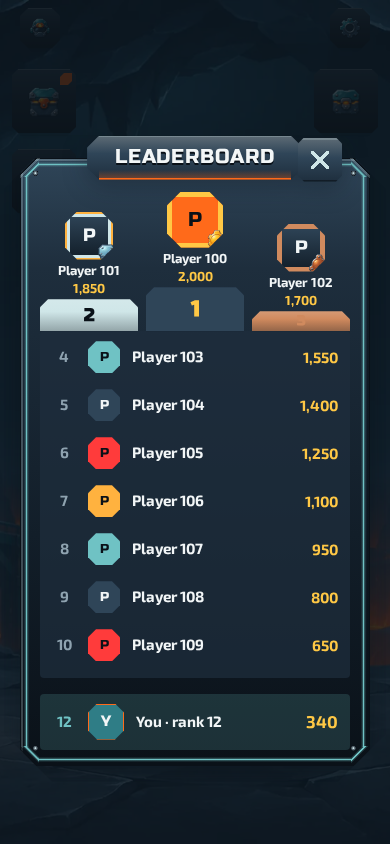 LEADERBOARD
P
Player 100
2,000
1
P
Player 101
1,850
2
P
Player 102
1,700
3
4 P Player 103 1,550
5 P Player 104 1,400
6 P Player 105 1,250
7 P Player 106 1,100
8 P Player 107 950
9 P Player 108 800
10 P Player 109 650
12 Y You · rank 12 340